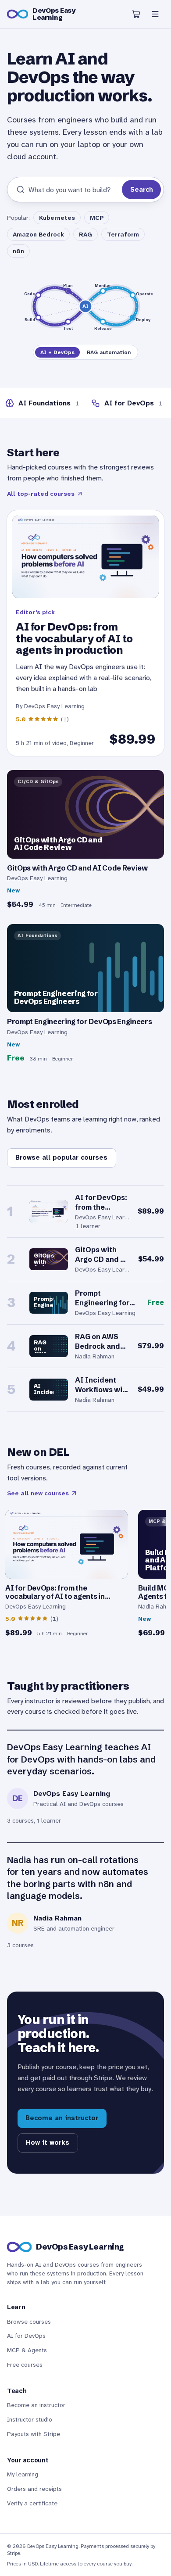 DevOps Easy
Learning
Learn AI and
DevOps the way
production works.
Courses from engineers who build and run
these systems. Every lesson ends with a lab
you can run on your laptop or your own
cloud account.
What do you want to build?
Search
Popular:
Kubernetes
MCP
Amazon Bedrock
RAG
Terraform
n8n
Plan
Monitor
Code
Operate
AI
Build
Deploy
Test
Release
AI + DevOps
RAG automation
AI Foundations 1
AI for DevOps 1
Start here
Hand-picked courses with the strongest reviews
from people who finished them.
All top-rated courses ↗
How computers solved
problems before AI
Editor's pick
AI for DevOps: from
the vocabulary of AI to
agents in production
Learn AI the way DevOps engineers use it:
every idea explained with a real-life scenario,
then built in a hands-on lab
By DevOps Easy Learning
5.0 ★★★★★ (1)
5 h 21 min of video, Beginner
$89.99
CI/CD & GitOps
GitOps with Argo CD and
AI Code Review
GitOps with Argo CD and AI Code Review
DevOps Easy Learning
New
$54.99 45 min Intermediate
AI Foundations
Prompt Engineering for
DevOps Engineers
Prompt Engineering for DevOps Engineers
DevOps Easy Learning
New
Free 38 min Beginner
Most enrolled
What DevOps teams are learning right now, ranked
by enrolments.
Browse all popular courses
1
AI for DevOps:
from the...
DevOps Easy Lear...
1 learner
$89.99
2
GitOps
with
GitOps with
Argo CD and ...
DevOps Easy Lear...
$54.99
3
Promp
Engine
Prompt
Engineering for...
DevOps Easy Learning
Free
4
RAG
on
RAG on AWS
Bedrock and...
Nadia Rahman
$79.99
5
AI
Incide
AI Incident
Workflows wi...
Nadia Rahman
$49.99
New on DEL
Fresh courses, recorded against current
tool versions.
See all new courses ↗
How computers solved
problems before AI
AI for DevOps: from the
vocabulary of AI to agents in...
DevOps Easy Learning
5.0 ★★★★★ (1)
$89.99 5 h 21 min Beginner
MCP &
Build
and A
Platfo
Build MC
Agents f
Nadia Rah
New
$69.99
Taught by practitioners
Every instructor is reviewed before they publish, and
every course is checked before it goes live.
DevOps Easy Learning teaches AI
for DevOps with hands-on labs and
everyday scenarios.
DE
DevOps Easy Learning
Practical AI and DevOps courses
3 courses, 1 learner
Nadia has run on-call rotations
for ten years and now automates
the boring parts with n8n and
language models.
NR
Nadia Rahman
SRE and automation engineer
3 courses
You run it in
production.
Teach it here.
Publish your course, keep the price you set,
and get paid out through Stripe. We review
every course so learners trust what they buy.
Become an instructor
How it works
DevOps Easy Learning
Hands-on AI and DevOps courses from engineers
who run these systems in production. Every lesson
ships with a lab you can run yourself.
Learn
Browse courses
AI for DevOps
MCP & Agents
Free courses
Teach
Become an instructor
Instructor studio
Payouts with Stripe
Your account
My learning
Orders and receipts
Verify a certificate
© 2026 DevOps Easy Learning. Payments processed securely by
Stripe.
Prices in USD. Lifetime access to every course you buy.